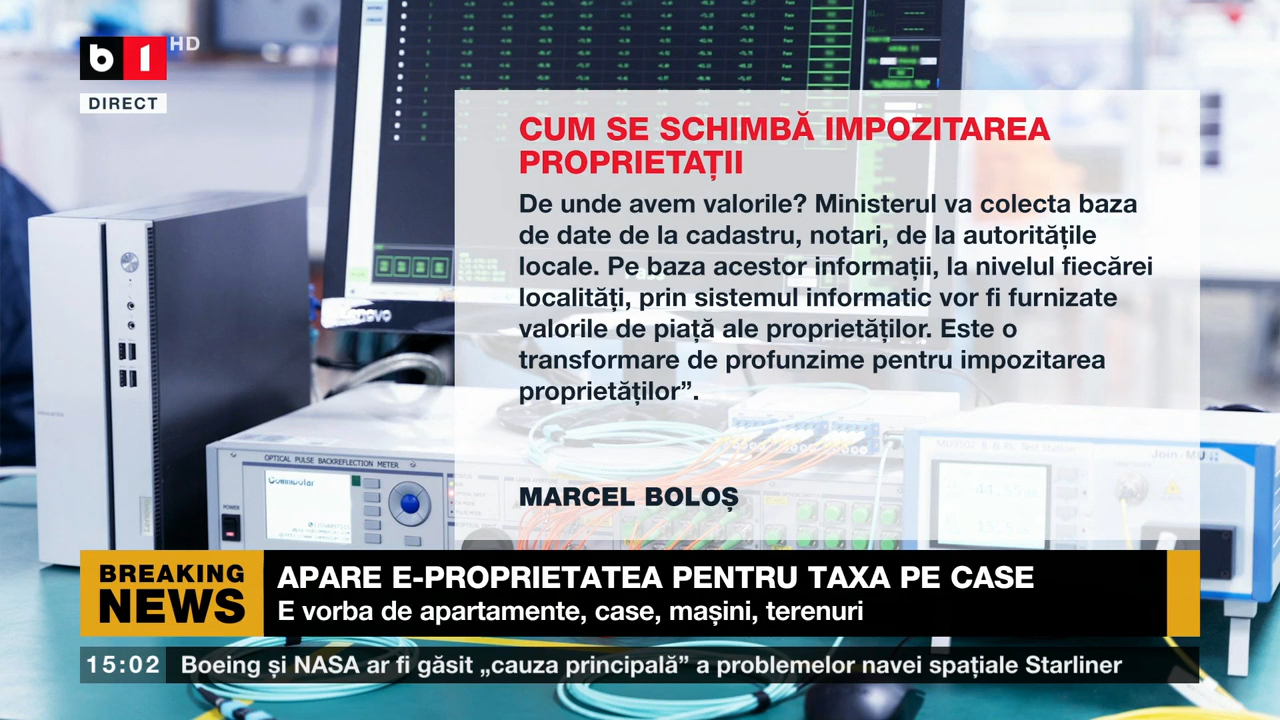 b1 HD
DIRECT
CUM SE SCHIMBĂ IMPOZITAREA
PROPRIETAȚII
De unde avem valorile? Ministerul va colecta baza
de date de la cadastru, notari, de la autoritățile
locale. Pe baza acestor informații, la nivelul fiecărei
localități, prin sistemul informatic vor fi furnizate
valorile de piață ale proprietăților. Este o
transformare de profunzime pentru impozitarea
proprietăților”.
MARCEL BOLOȘ
OPTICAL PULSE BACKREFLECTION METER
POWER
BREAKING
NEWS
APARE E-PROPRIETATEA PENTRU TAXA PE CASE
E vorba de apartamente, case, mașini, terenuri
15:02 Boeing și NASA ar fi găsit „cauza principală” a problemelor navei spațiale Starliner